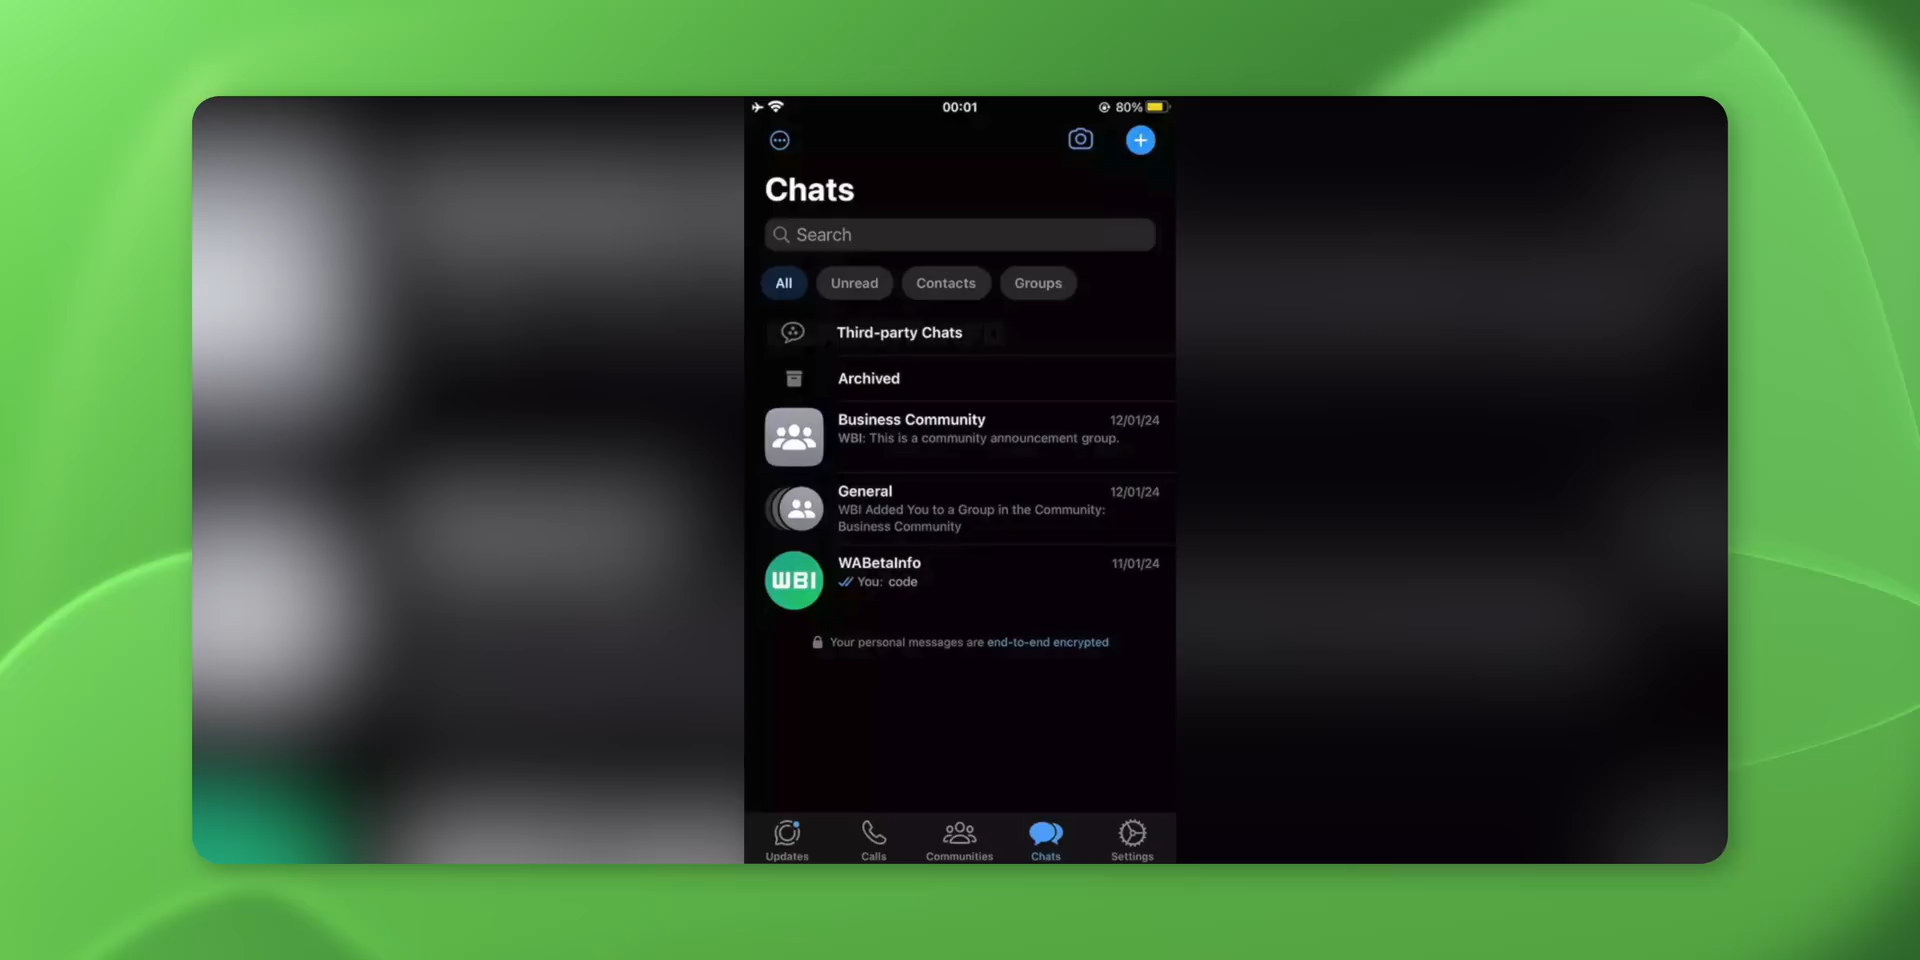 00:01
80%
Chats
Search
All
Unread
Contacts
Groups
Third-party Chats
Archived
Business Community
12/01/24
WBI: This is a community announcement group.
General
12/01/24
WBI Added You to a Group in the Community:
Business Community
WBI
WABetaInfo
11/01/24
You: code
Your personal messages are end-to-end encrypted
Updates
Calls
Communities
Chats
Settings